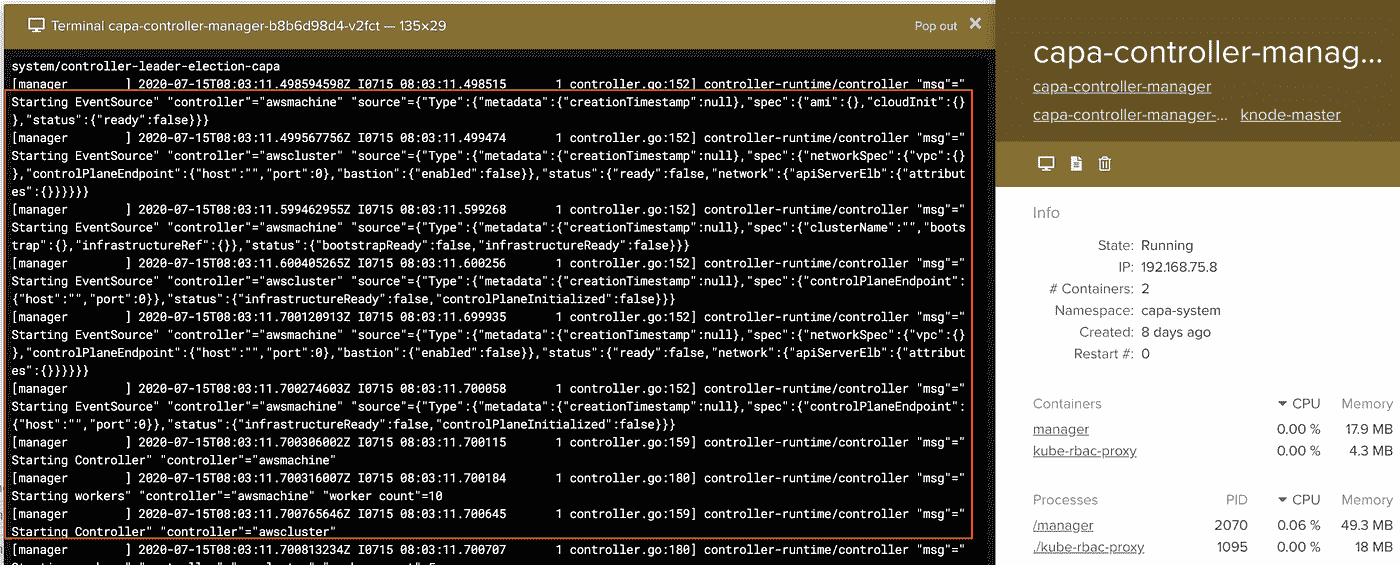 Terminal capa-controller-manager-b8b6d98d4-v2fct — 135×29
Pop out ×
system/controller-leader-election-capa
[manager ] 2020-07-15T08:03:11.498594598Z I0715 08:03:11.498515 1 controller.go:152] controller-runtime/controller "msg"="
Starting EventSource" "controller"="awsmachine" "source"={"Type":{"metadata":{"creationTimestamp":null},"spec":{"ami":{},"cloudInit":{}
},"status":{"ready":false}}}
[manager ] 2020-07-15T08:03:11.499567756Z I0715 08:03:11.499474 1 controller.go:152] controller-runtime/controller "msg"="
Starting EventSource" "controller"="awscluster" "source"={"Type":{"metadata":{"creationTimestamp":null},"spec":{"networkSpec":{"vpc":{}
},"controlPlaneEndpoint":{"host":"","port":0},"bastion":{"enabled":false}},"status":{"ready":false,"network":{"apiServerElb":{"attribut
es":{}}}}}}
[manager ] 2020-07-15T08:03:11.599462955Z I0715 08:03:11.599268 1 controller.go:152] controller-runtime/controller "msg"="
Starting EventSource" "controller"="awsmachine" "source"={"Type":{"metadata":{"creationTimestamp":null},"spec":{"clusterName":"","boots
trap":{},"infrastructureRef":{}},"status":{"bootstrapReady":false,"infrastructureReady":false}}}
[manager ] 2020-07-15T08:03:11.600405265Z I0715 08:03:11.600256 1 controller.go:152] controller-runtime/controller "msg"="
Starting EventSource" "controller"="awscluster" "source"={"Type":{"metadata":{"creationTimestamp":null},"spec":{"controlPlaneEndpoint":
{"host":"","port":0}},"status":{"infrastructureReady":false,"controlPlaneInitialized":false}}}
[manager ] 2020-07-15T08:03:11.700120913Z I0715 08:03:11.699935 1 controller.go:152] controller-runtime/controller "msg"="
Starting EventSource" "controller"="awsmachine" "source"={"Type":{"metadata":{"creationTimestamp":null},"spec":{"networkSpec":{"vpc":{}
},"controlPlaneEndpoint":{"host":"","port":0},"bastion":{"enabled":false}},"status":{"ready":false,"network":{"apiServerElb":{"attribut
es":{}}}}}}
[manager ] 2020-07-15T08:03:11.700274603Z I0715 08:03:11.700058 1 controller.go:152] controller-runtime/controller "msg"="
Starting EventSource" "controller"="awsmachine" "source"={"Type":{"metadata":{"creationTimestamp":null},"spec":{"controlPlaneEndpoint":
{"host":"","port":0}},"status":{"infrastructureReady":false,"controlPlaneInitialized":false}}}
[manager ] 2020-07-15T08:03:11.700306002Z I0715 08:03:11.700115 1 controller.go:159] controller-runtime/controller "msg"="
Starting Controller" "controller"="awsmachine"
[manager ] 2020-07-15T08:03:11.700316007Z I0715 08:03:11.700184 1 controller.go:180] controller-runtime/controller "msg"="
Starting workers" "controller"="awsmachine" "worker count"=10
[manager ] 2020-07-15T08:03:11.700765646Z I0715 08:03:11.700645 1 controller.go:159] controller-runtime/controller "msg"="
Starting Controller" "controller"="awscluster"
[manager ] 2020-07-15T08:03:11.700813234Z I0715 08:03:11.700707 1 controller.go:180] controller-runtime/controller "msg"="
capa-controller-manag...
capa-controller-manager
capa-controller-manager-... knode-master
Info
State: Running
IP: 192.168.75.8
# Containers: 2
Namespace: capa-system
Created: 8 days ago
Restart #: 0
Containers CPU Memory
manager 0.00 % 17.9 MB
kube-rbac-proxy 0.00 % 4.3 MB
Processes PID CPU Memory
/manager 2070 0.06 % 49.3 MB
./kube-rbac-proxy 1095 0.00 % 18 MB